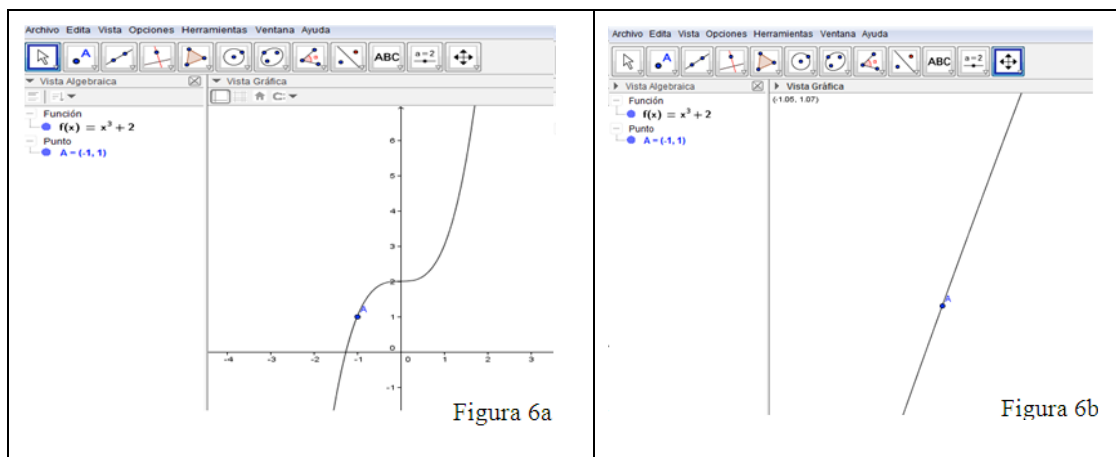 Archivo Edita Vista Opciones Herramientas Ventana Ayuda
ABC a=2
Vista Algebraica
Vista Gráfica
Función
f(x) = x³ + 2
Punto
A = (-1, 1)
6
5
4
3
2
1
0
-1
-4 -3 -2 -1 0 1 2 3
A
Figura 6a
Archivo Edita Vista Opciones Herramientas Ventana Ayuda
ABC a=2
Vista Algebraica
Vista Gráfica
(-1.05, 1.07)
Función
f(x) = x³ + 2
Punto
A = (-1, 1)
A
Figura 6b